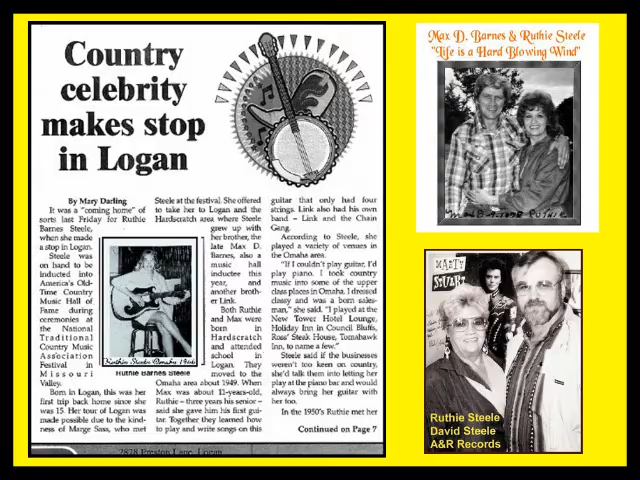 Country
celebrity
makes stop
in Logan
By Mary Darling
It was a "coming home" of
sorts last Friday for Ruthie
Barnes Steele,
when she made
a stop in Logan.
Steele was
on hand to be
inducted into
America's Old-
Time Country
Music Hall of
Fame during
ceremonies at
the National
Traditional
Country Music
Association
Festival in
Missouri
Valley.
Born in Logan, this was her
first trip back home since she
was 15. Her tour of Logan was
made possible due to the kind-
ness of Marge Sass, who met
Ruthie Steele Omaha 1966
Ruthie Barnes Steele
Steele at the festival. She offered
to take her to Logan and the
Hardscratch area where Steele
grew up with
her brother, the
late Max D.
Barnes, also a
music hall
inductee this
year, and
another broth-
er Link.
Both Ruthie
and Max were
born in
Hardscratch
and attended
school in
Logan. They
moved to the
Omaha area about 1949. When
Max was about 11-years-old,
Ruthie – three years his senior –
said she gave him his first gui-
tar. Together they learned how
to play and write songs on this
guitar that only had four
strings. Link also had his own
band – Link and the Chain
Gang.
According to Steele, she
played a variety of venues in
the Omaha area.
"If I couldn't play guitar, I'd
play piano. I took country
music into some of the upper
class places in Omaha. I dressed
classy and was a born sales-
man," she said. "I played at the
New Tower Hotel Lounge,
Holiday Inn in Council Bluffs,
Ross' Steak House, Tomahawk
Inn, to name a few."
Steele said if the businesses
weren't too keen on country,
she'd talk them into letting her
play at the piano bar and would
always bring her guitar with
her too.
In the 1950's Ruthie met her
Continued on Page 7
2878 Preston Lane, Logan
Max D. Barnes & Ruthie Steele
"Life is a Hard Blowing Wind"
MARTY
STUART
Ruthie Steele
David Steele
A&R Records